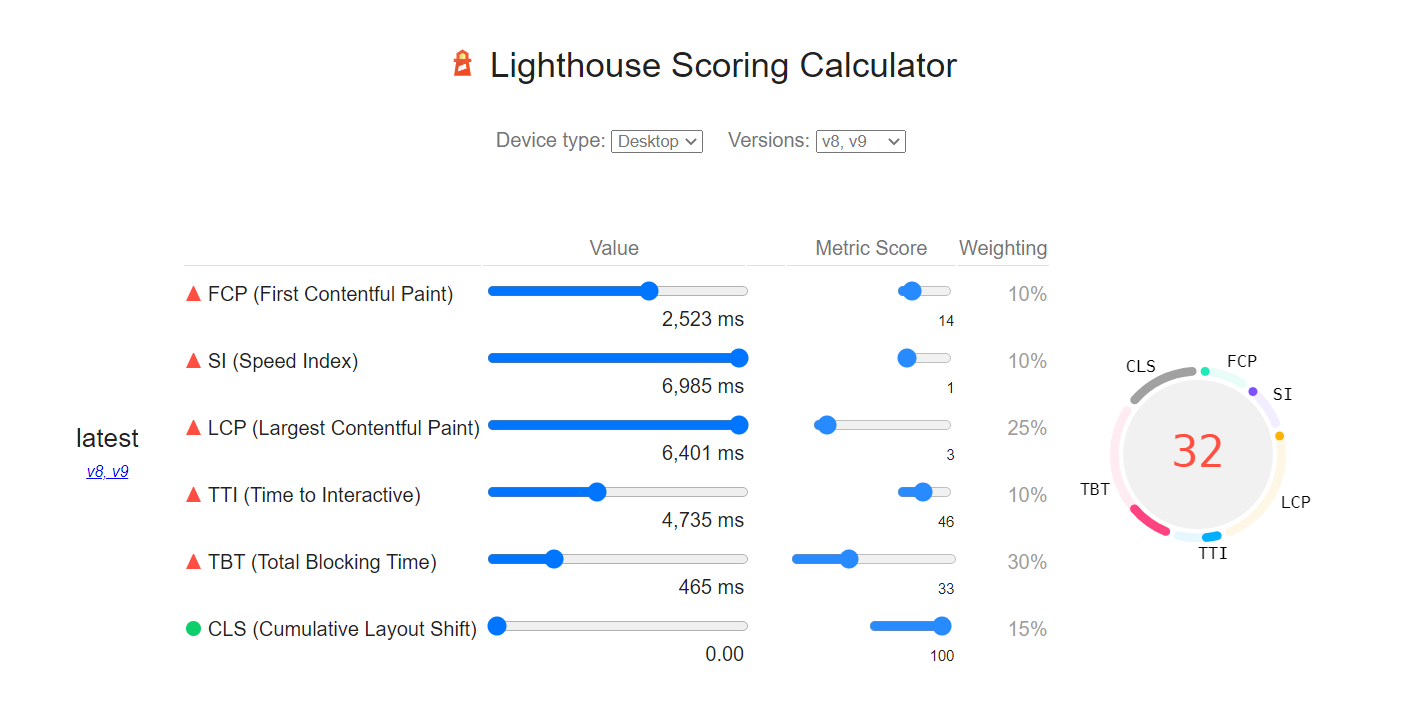 Lighthouse Scoring Calculator
Device type: Desktop Versions: v8, v9
Value Metric Score Weighting
FCP (First Contentful Paint) 10%
2,523 ms 14
SI (Speed Index) 10%
6,985 ms 1
LCP (Largest Contentful Paint) 25%
6,401 ms 3
TTI (Time to Interactive) 10%
4,735 ms 46
TBT (Total Blocking Time) 30%
465 ms 33
CLS (Cumulative Layout Shift) 15%
0.00 100
latest
v8, v9
CLS FCP
SI
32
TBT
LCP
TTI